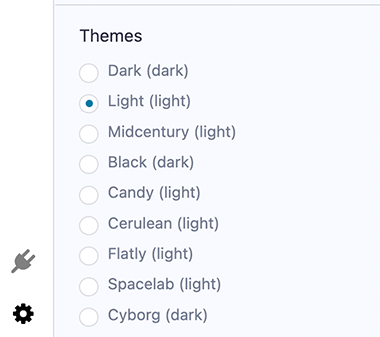 Themes
Dark (dark)
Light (light)
Midcentury (light)
Black (dark)
Candy (light)
Cerulean (light)
Flatly (light)
Spacelab (light)
Cyborg (dark)